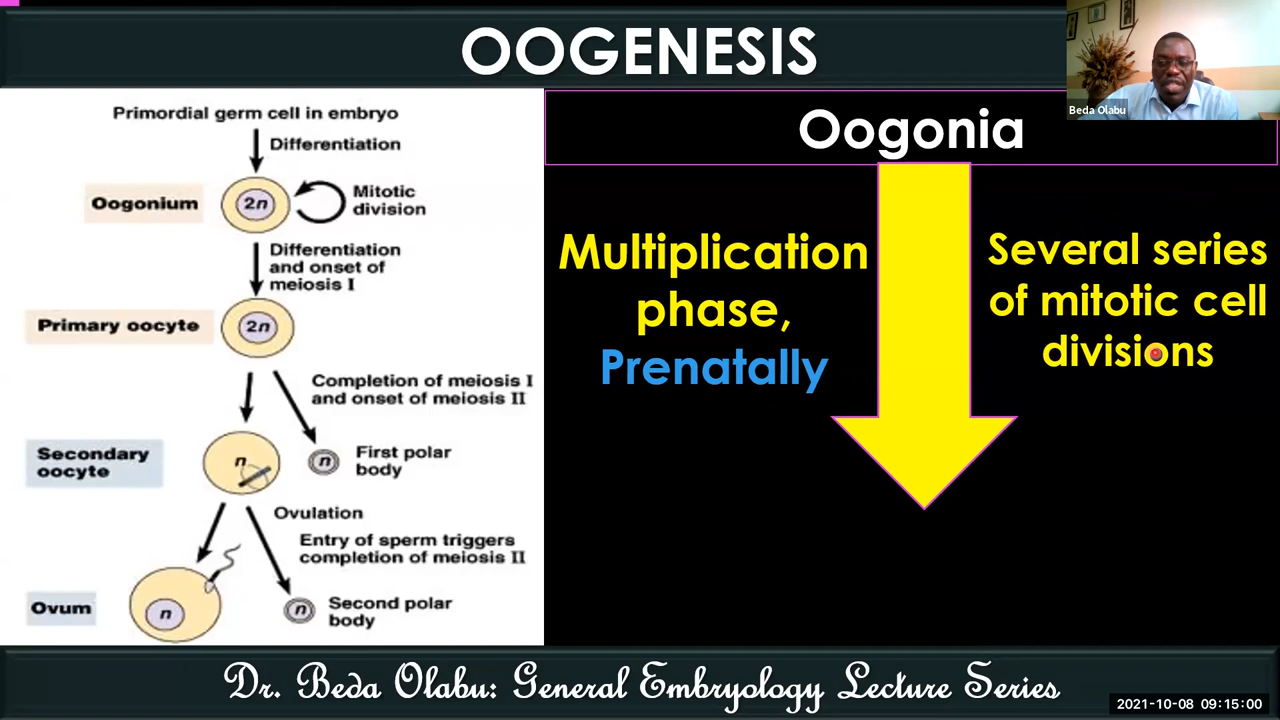 OOGENESIS
Beda Olabu
Primordial germ cell in embryo
Differentiation
Oogonium
2n
Mitotic
division
Differentiation
and onset of
meiosis I
Primary oocyte
2n
Completion of meiosis I
and onset of meiosis II
Secondary
oocyte
n
n
First polar
body
Ovulation
Entry of sperm triggers
completion of meiosis II
Ovum
n
n
Second polar
body
Oogonia
Multiplication
phase,
Prenatally
Several series
of mitotic cell
divisions
Dr. Beda Olabu: General Embryology Lecture Series
2021-10-08 09:15:00